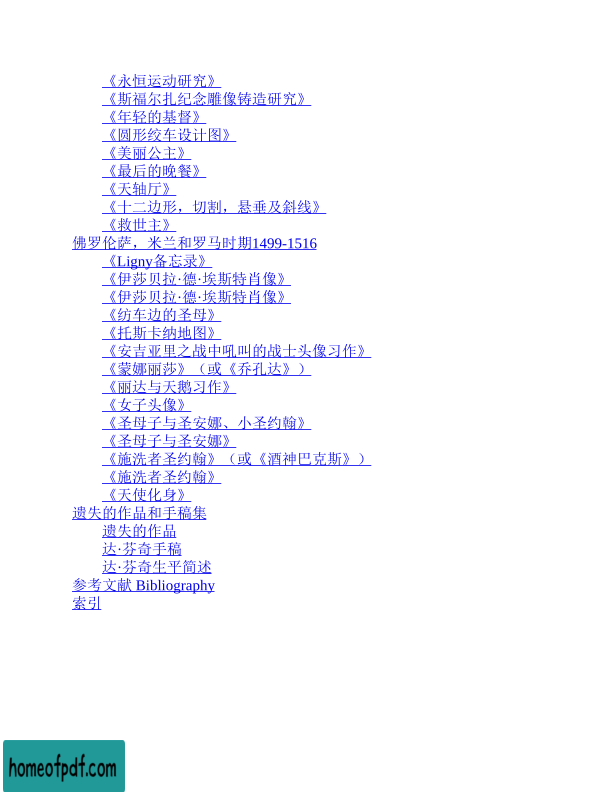 《永恒运动研究》
《斯福尔扎纪念雕像铸造研究》
《年轻的基督》
《圆形绞车设计图》
《美丽公主》
《最后的晚餐》
《天轴厅》
《十二边形，切割，悬垂及斜线》
《救世主》
佛罗伦萨，米兰和罗马时期1499-1516
《Ligny备忘录》
《伊莎贝拉·德·埃斯特肖像》
《伊莎贝拉·德·埃斯特肖像》
《纺车边的圣母》
《托斯卡纳地图》
《安吉亚里之战中吼叫的战士头像习作》
《蒙娜丽莎》（或《乔孔达》）
《丽达与天鹅习作》
《女子头像》
《圣母子与圣安娜、小圣约翰》
《圣母子与圣安娜》
《施洗者圣约翰》（或《酒神巴克斯》）
《施洗者圣约翰》
《天使化身》
遗失的作品和手稿集
遗失的作品
达·芬奇手稿
达·芬奇生平简述
参考文献 Bibliography
索引
homeofpdf.com